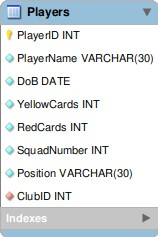 Players
PlayerID INT
PlayerName VARCHAR(30)
DoB DATE
YellowCards INT
RedCards INT
SquadNumber INT
Position VARCHAR(30)
ClubID INT
Indexes